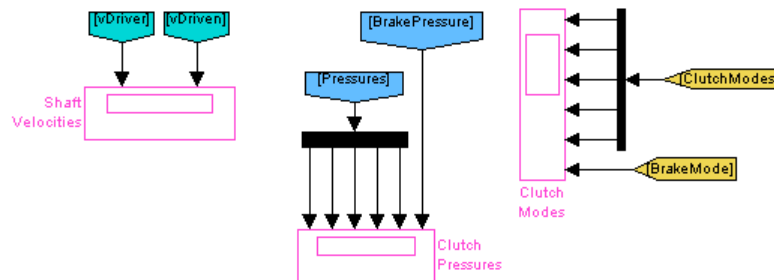 [vDriver] [vDriven]
[BrakePressure]
[Pressures]
[ClutchModes]
Shaft
Velocities
[BrakeMode]
Clutch
Modes
Clutch
Pressures